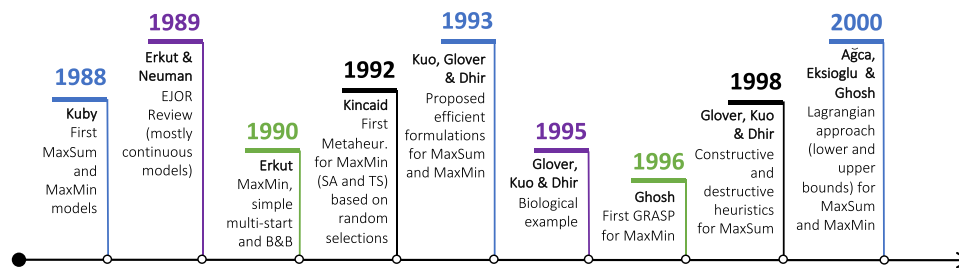 1988
Kuby
First
MaxSum
and
MaxMin
models
1989
Erkut &
Neuman
EJOR
Review
(mostly
continuous
models)
1990
Erkut
MaxMin,
simple
multi-start
and B&B
1992
Kincaid
First
Metaheur.
for MaxMin
(SA and TS)
based on
random
selections
1993
Kuo, Glover
& Dhir
Proposed
efficient
formulations
for MaxSum
and MaxMin
1995
Glover,
Kuo & Dhir
Biological
example
1996
Ghosh
First GRASP
for MaxMin
1998
Glover, Kuo
& Dhir
Constructive
and
destructive
heuristics
for MaxSum
2000
Ağca,
Eksioglu &
Ghosh
Lagrangian
approach
(lower and
upper
bounds) for
MaxSum
and MaxMin